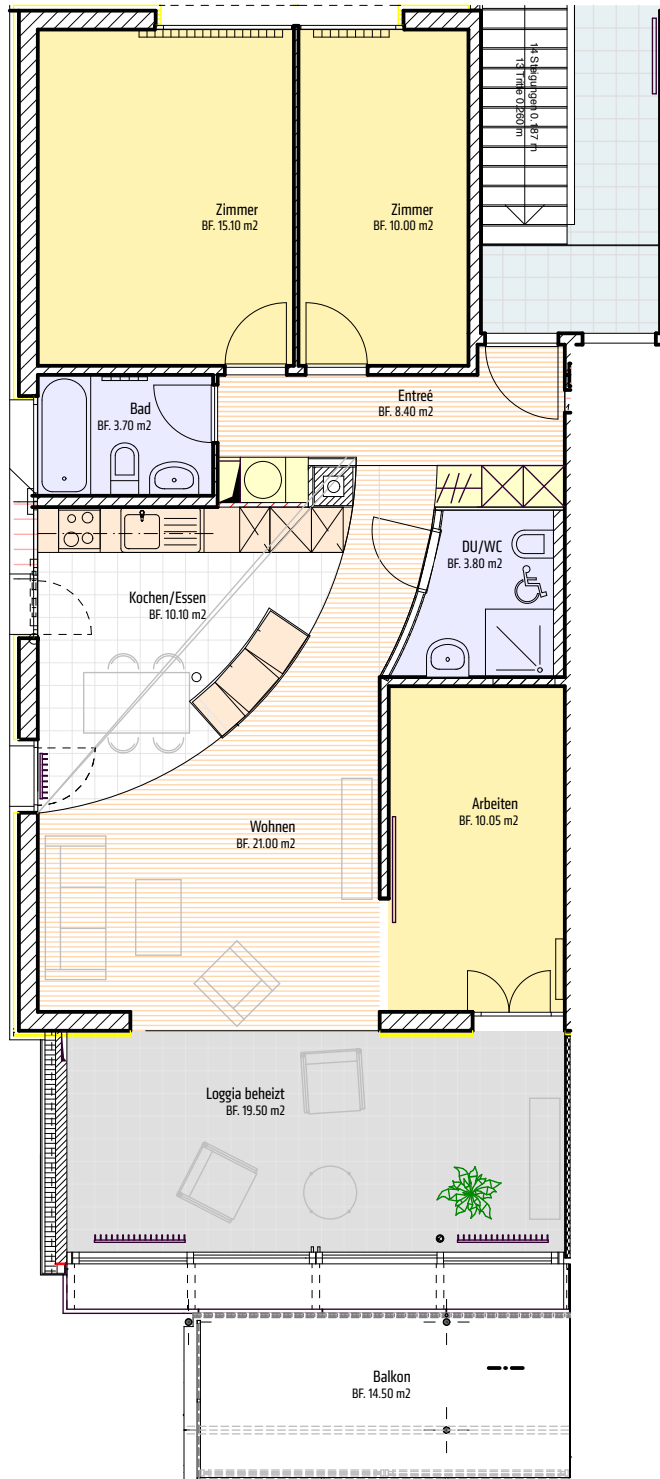 14 Steigungen 0.187 m
13 Tritte 0.260 m
Zimmer
BF. 15.10 m2
Zimmer
BF. 10.00 m2
Entreé
BF. 8.40 m2
Bad
BF. 3.70 m2
DU/WC
BF. 3.80 m2
Kochen/Essen
BF. 10.10 m2
Arbeiten
BF. 10.05 m2
Wohnen
BF. 21.00 m2
Loggia beheizt
BF. 19.50 m2
Balkon
BF. 14.50 m2